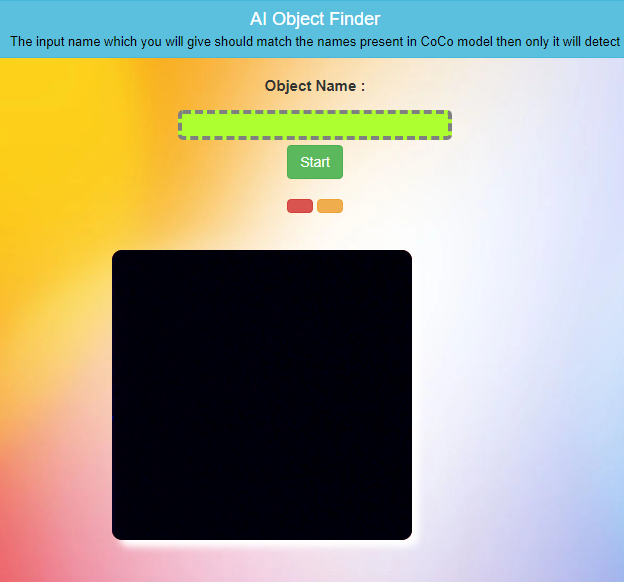 AI Object Finder
The input name which you will give should match the names present in CoCo model then only it will detect
Object Name :
Start